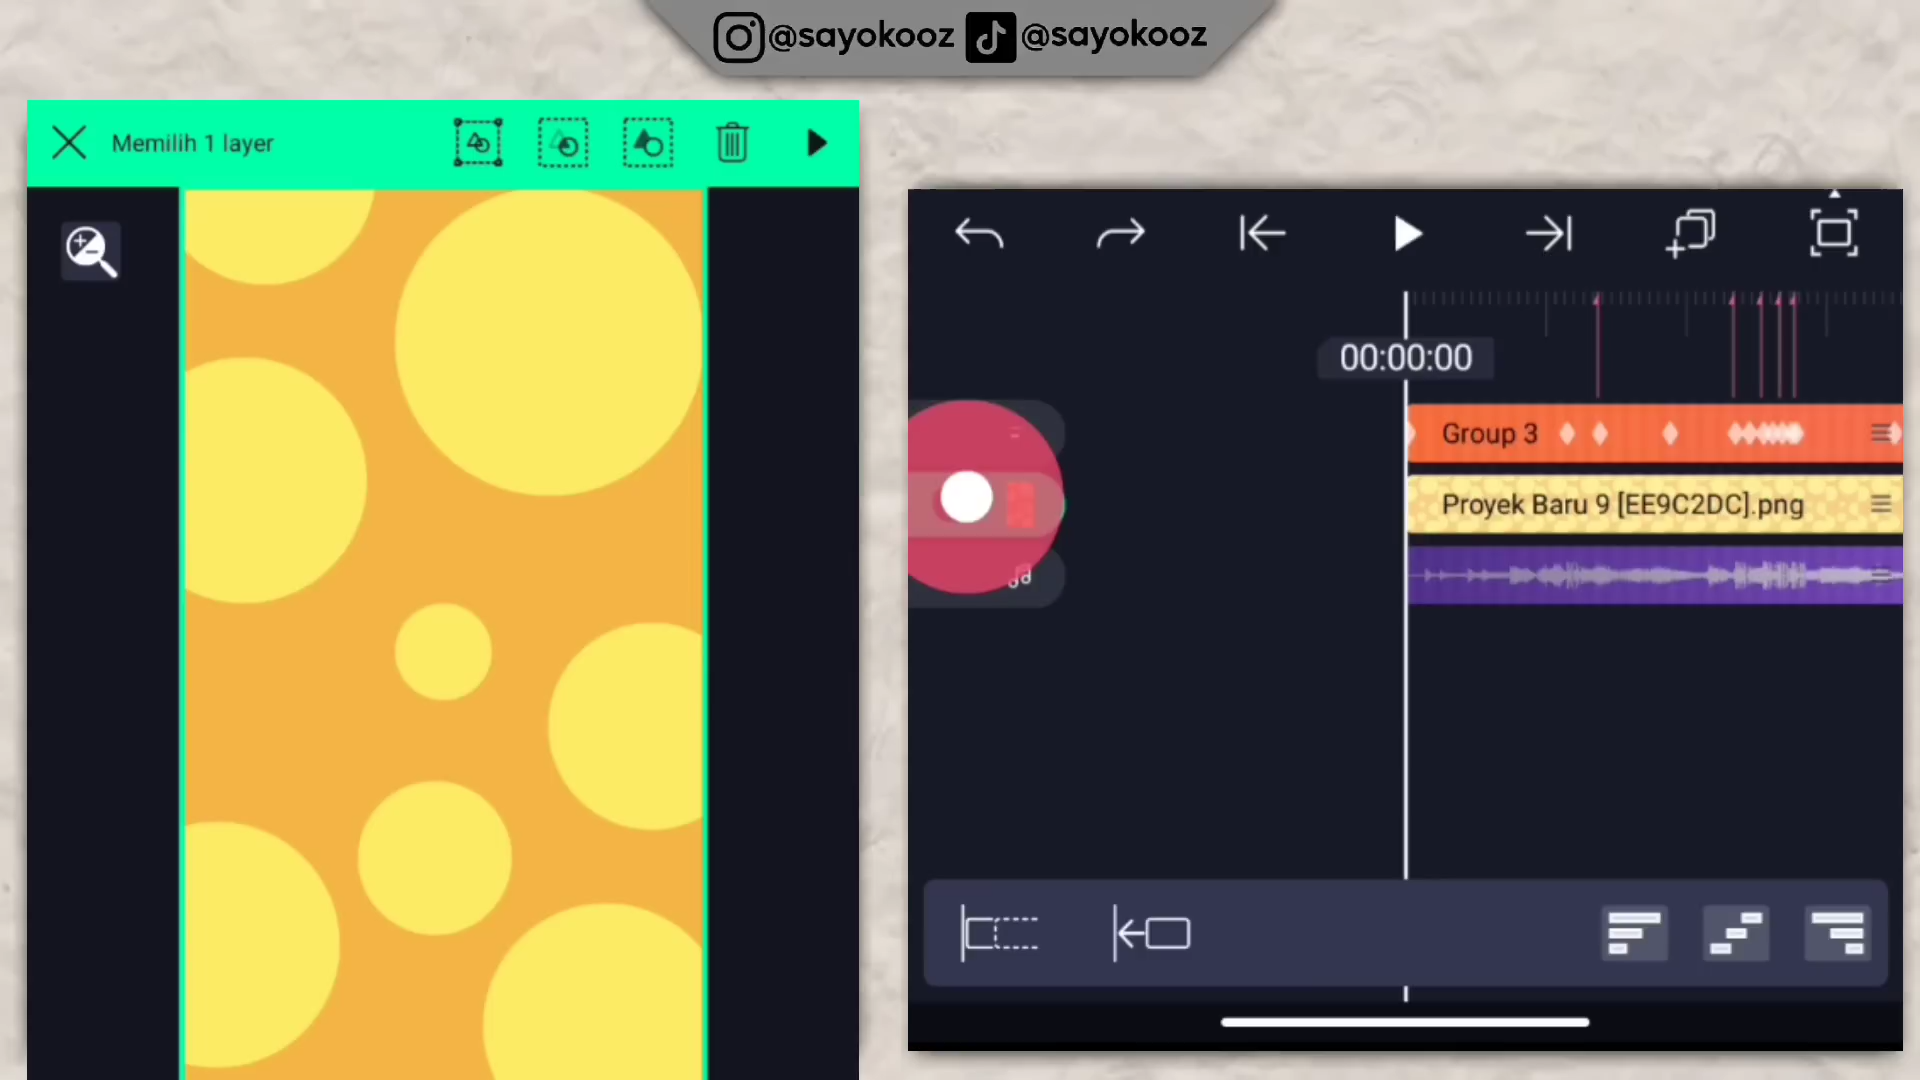 @sayokooz @sayokooz
Memilih 1 layer
00:00:00
Group 3
Proyek Baru 9 [EE9C2DC].png